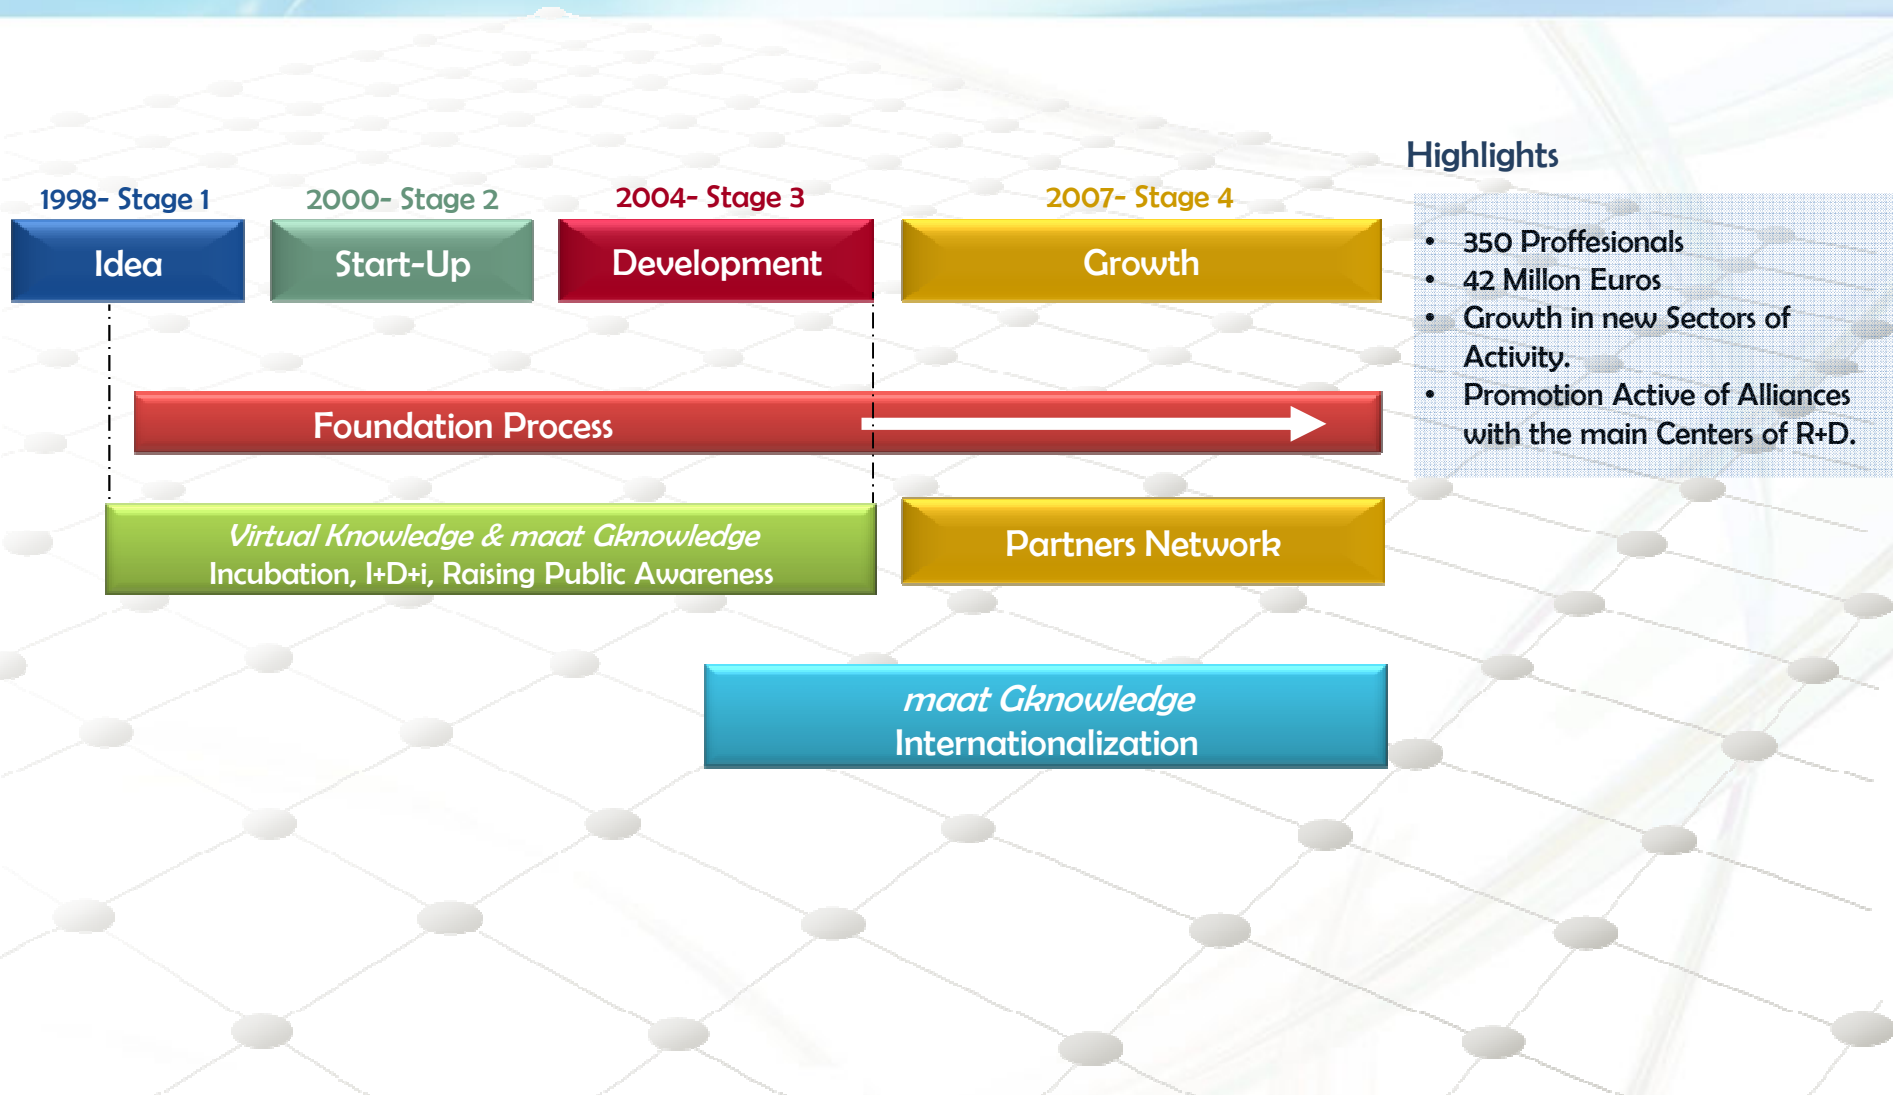 Highlights
1998- Stage 1
2000- Stage 2
2004- Stage 3
2007- Stage 4
Idea
Start-Up
Development
Growth
• 350 Proffesionals
• 42 Millon Euros
• Growth in new Sectors of
Activity.
• Promotion Active of Alliances
with the main Centers of R+D.
Foundation Process
Virtual Knowledge & maat Gknowledge
Incubation, I+D+i, Raising Public Awareness
Partners Network
maat Gknowledge
Internationalization